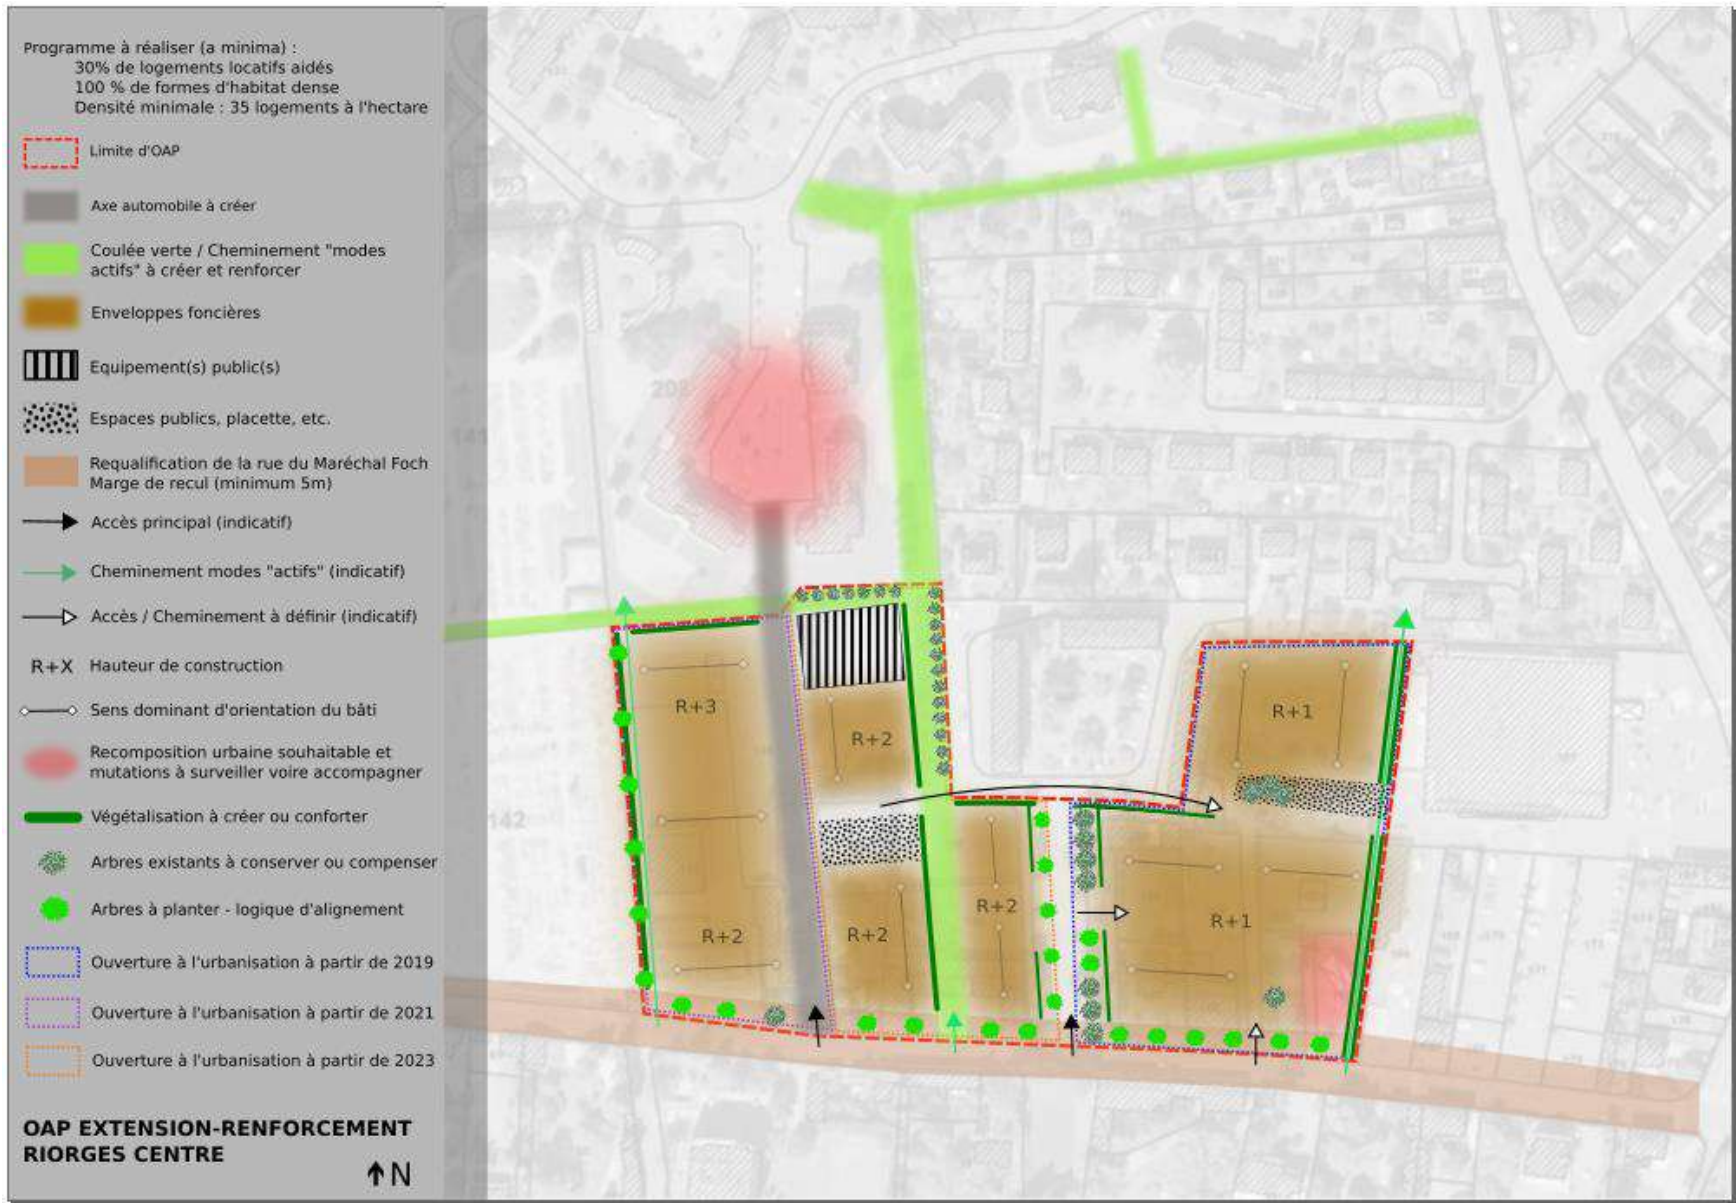 Programme à réaliser (a minima) :
30% de logements locatifs aidés
100 % de formes d'habitat dense
Densité minimale : 35 logements à l'hectare
Limite d'OAP
Axe automobile à créer
Coulée verte / Cheminement "modes
actifs" à créer et renforcer
Enveloppes foncières
Equipement(s) public(s)
Espaces publics, placette, etc.
Requalification de la rue du Maréchal Foch
Marge de recul (minimum 5m)
Accès principal (indicatif)
Cheminement modes "actifs" (indicatif)
Accès / Cheminement à définir (indicatif)
R+X Hauteur de construction
Sens dominant d'orientation du bâti
Recomposition urbaine souhaitable et
mutations à surveiller voire accompagner
Végétalisation à créer ou conforter
Arbres existants à conserver ou compenser
Arbres à planter - logique d'alignement
Ouverture à l'urbanisation à partir de 2019
Ouverture à l'urbanisation à partir de 2021
Ouverture à l'urbanisation à partir de 2023
OAP EXTENSION-RENFORCEMENT
RIORGES CENTRE
N
141
142
R+3
R+2
R+2
R+2
R+2
R+1
R+1